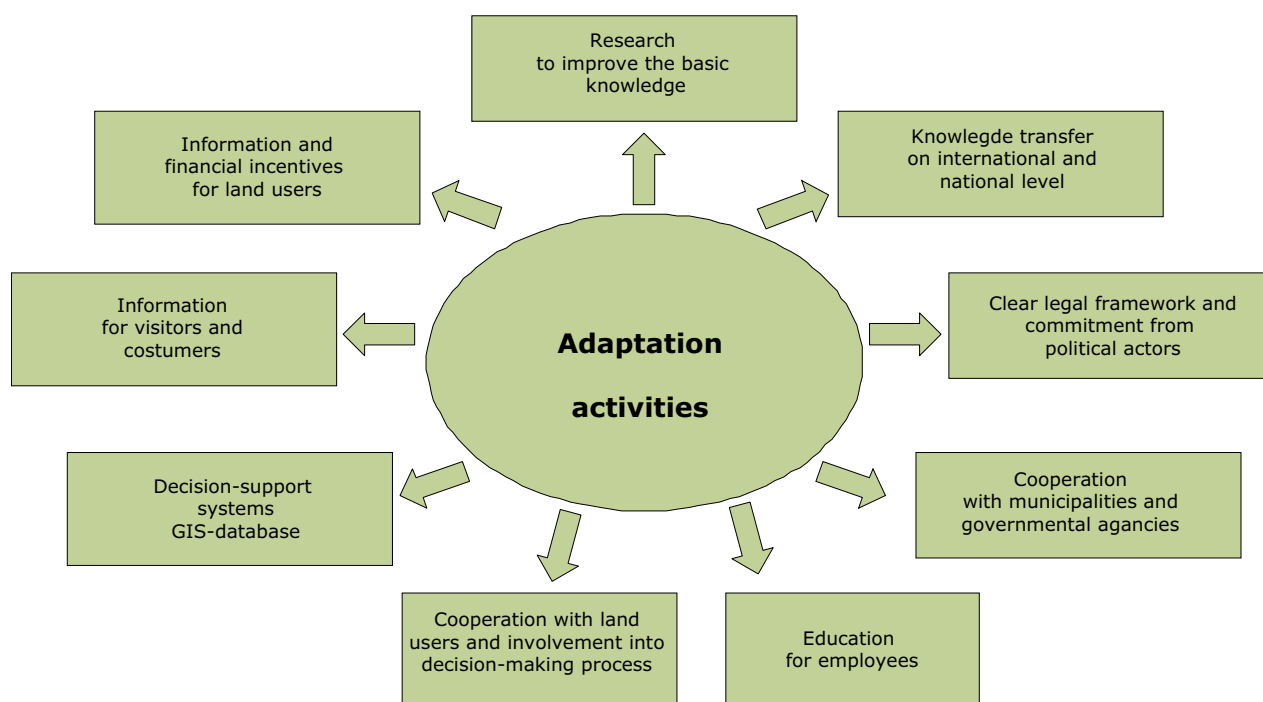 Research
to improve the basic
knowledge
Information and
financial incentives
for land users
Knowlegde transfer
on international and
national level
Information
for visitors and
costumers
Adaptation
activities
Clear legal framework and
commitment from
political actors
Decision-support
systems
GIS-database
Cooperation
with municipalities and
governmental agancies
Cooperation with land
users and involvement into
decision-making process
Education
for employees